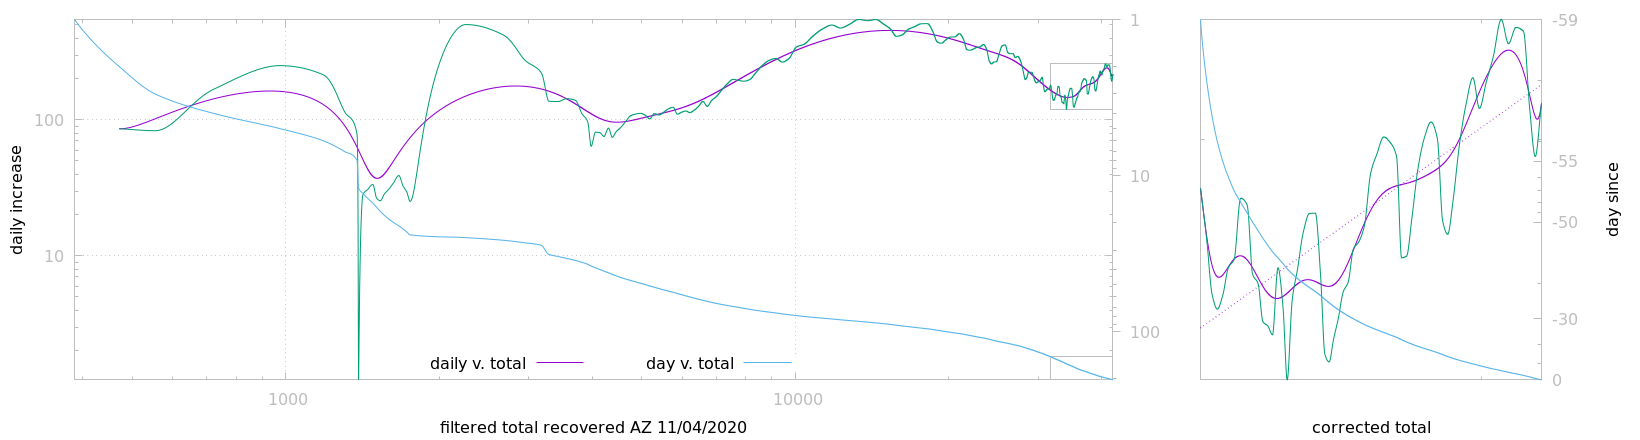 daily increase
100
10
1000
10000
1
10
100
daily v. total
day v. total
filtered total recovered AZ 11/04/2020
-59
-55
-50
-30
0
day since
corrected total